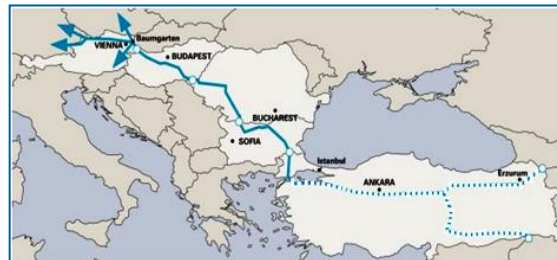 Baumgarten
VIENNA
BUDAPEST
BUCHAREST
SOFIA
Istanbul
ANKARA
Erzurum